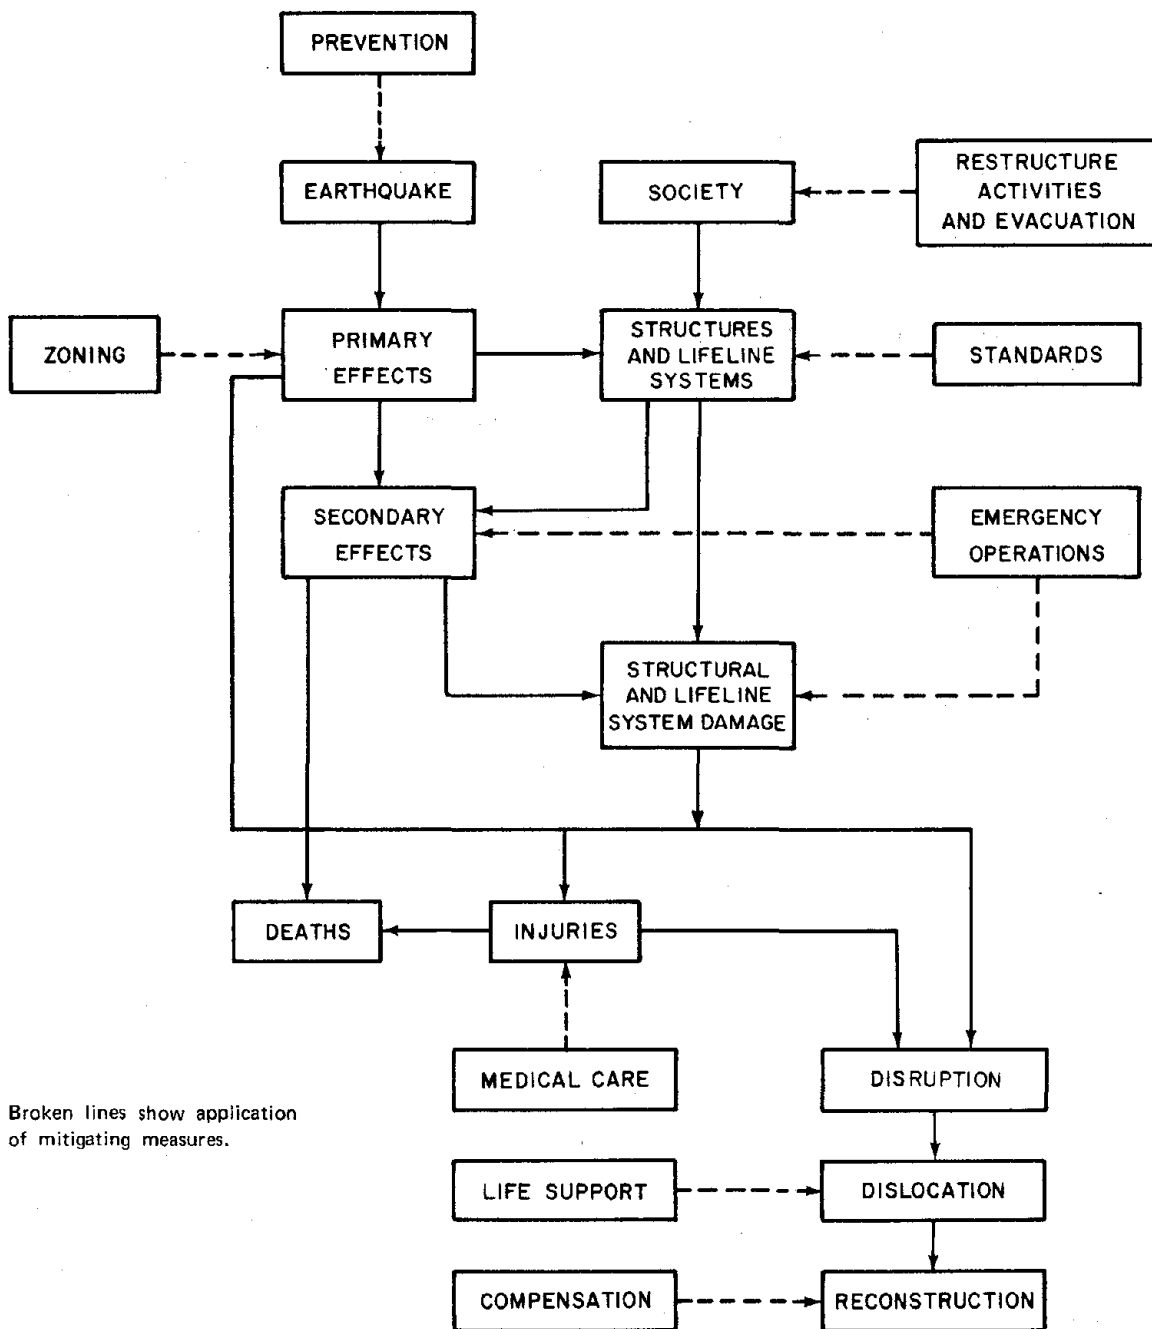 PREVENTION
EARTHQUAKE
SOCIETY
RESTRUCTURE
ACTIVITIES
AND EVACUATION
ZONING
PRIMARY
EFFECTS
STRUCTURES
AND LIFELINE
SYSTEMS
STANDARDS
SECONDARY
EFFECTS
EMERGENCY
OPERATIONS
STRUCTURAL
AND LIFELINE
SYSTEM DAMAGE
DEATHS
INJURIES
MEDICAL CARE
DISRUPTION
Broken lines show application
of mitigating measures.
LIFE SUPPORT
DISLOCATION
COMPENSATION
RECONSTRUCTION